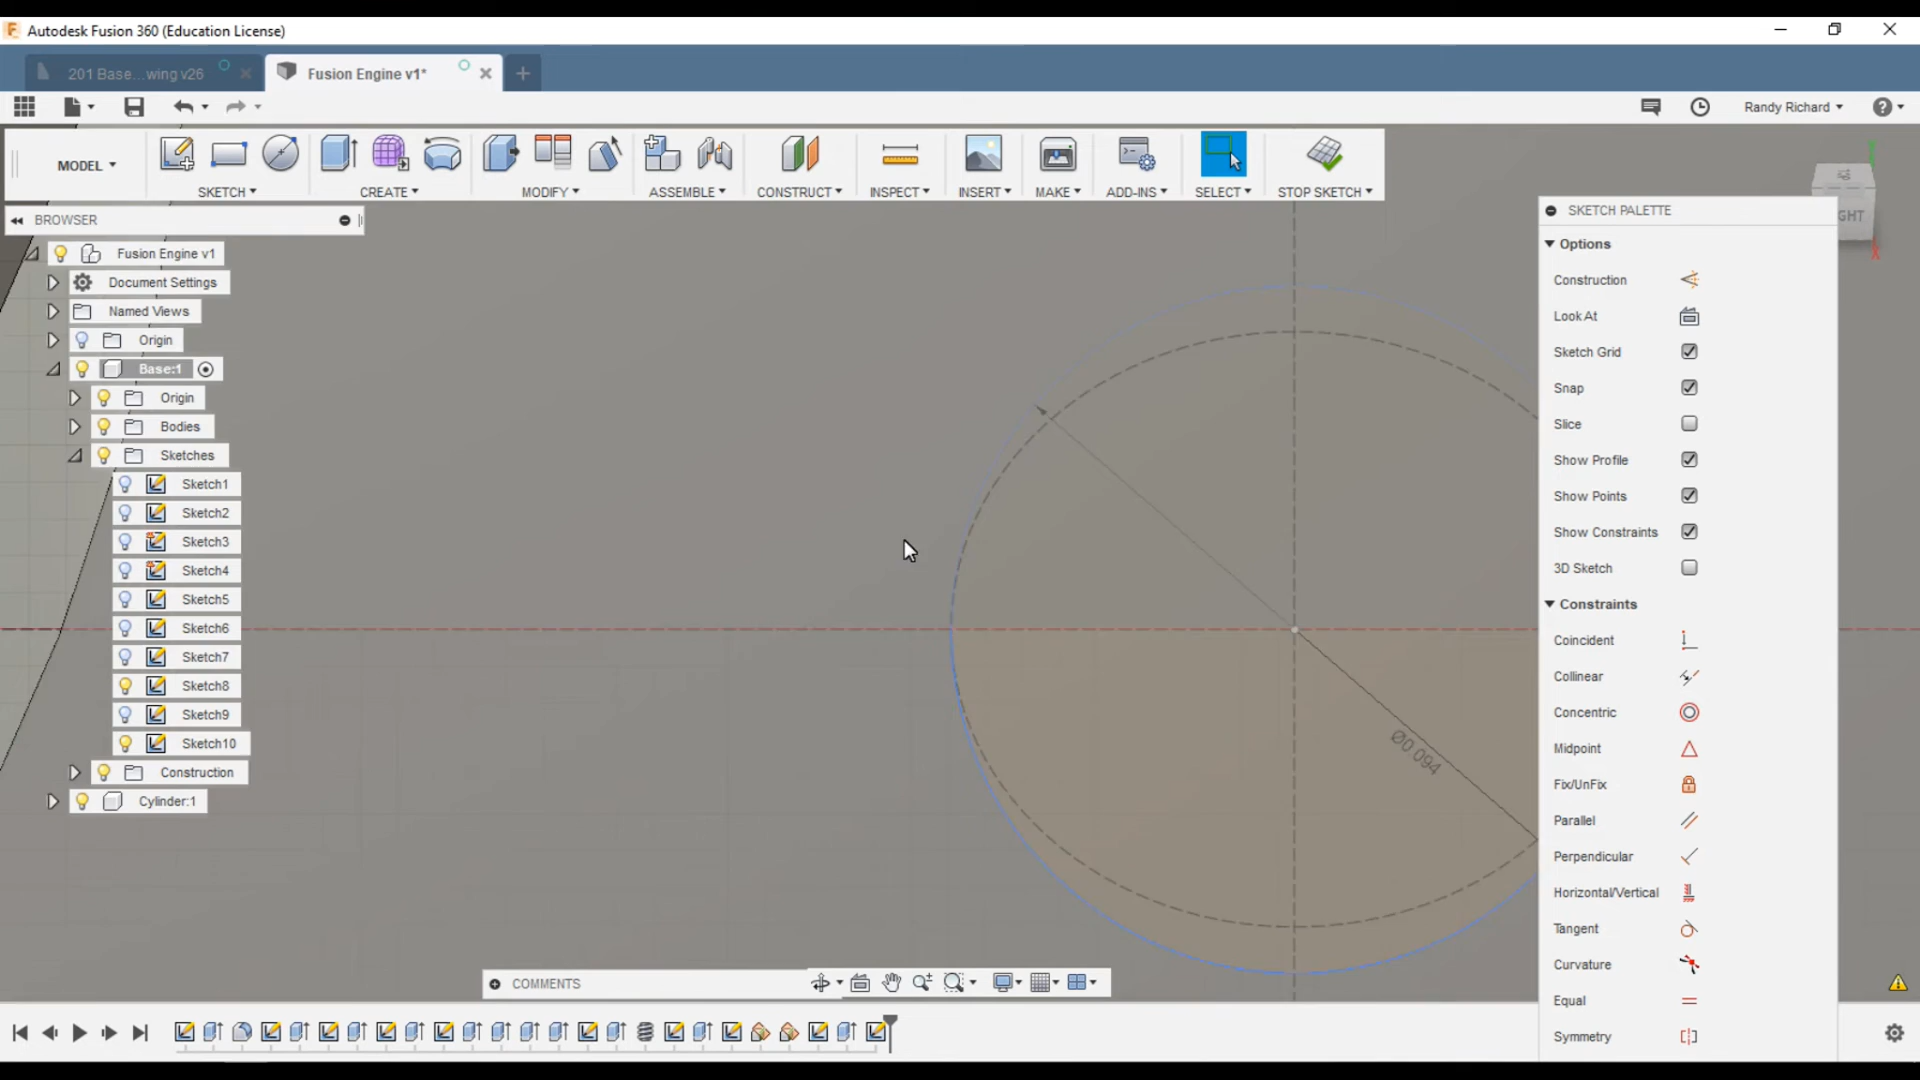 Autodesk Fusion 360 (Education License)
201 Base...wing v26
Fusion Engine v1*
Randy Richard
MODEL
SKETCH
CREATE
MODIFY
ASSEMBLE
CONSTRUCT
INSPECT
INSERT
MAKE
ADD-INS
SELECT
STOP SKETCH
BROWSER
Fusion Engine v1
Document Settings
Named Views
Origin
Base:1
Origin
Bodies
Sketches
Sketch1
Sketch2
Sketch3
Sketch4
Sketch5
Sketch6
Sketch7
Sketch8
Sketch9
Sketch10
Construction
Cylinder:1
Ø0.094
SKETCH PALETTE
Options
Construction
Look At
Sketch Grid
Snap
Slice
Show Profile
Show Points
Show Constraints
3D Sketch
Constraints
Coincident
Collinear
Concentric
Midpoint
Fix/UnFix
Parallel
Perpendicular
Horizontal/Vertical
Tangent
Curvature
Equal
Symmetry
COMMENTS